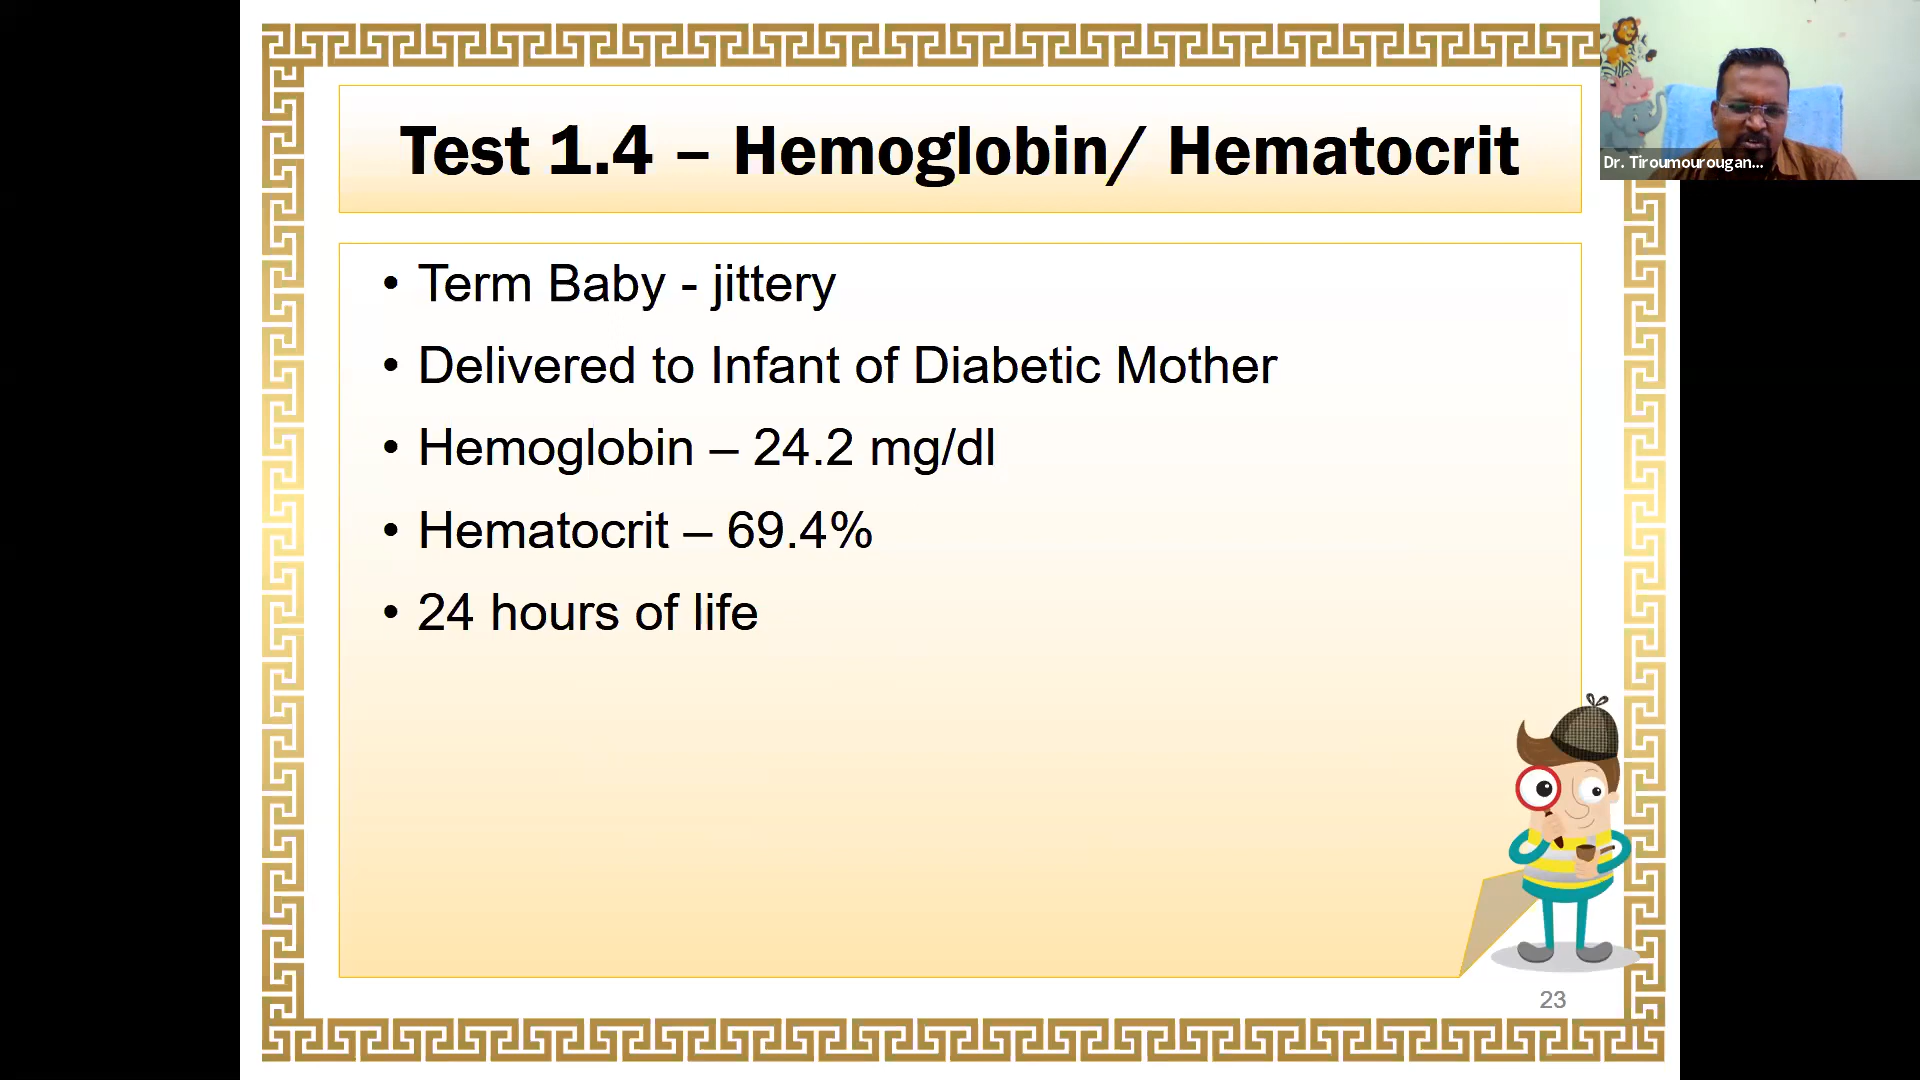 Test 1.4 – Hemoglobin/ Hematocrit
Dr. Tiroumourougan...
• Term Baby - jittery
• Delivered to Infant of Diabetic Mother
• Hemoglobin – 24.2 mg/dl
• Hematocrit – 69.4%
• 24 hours of life
23